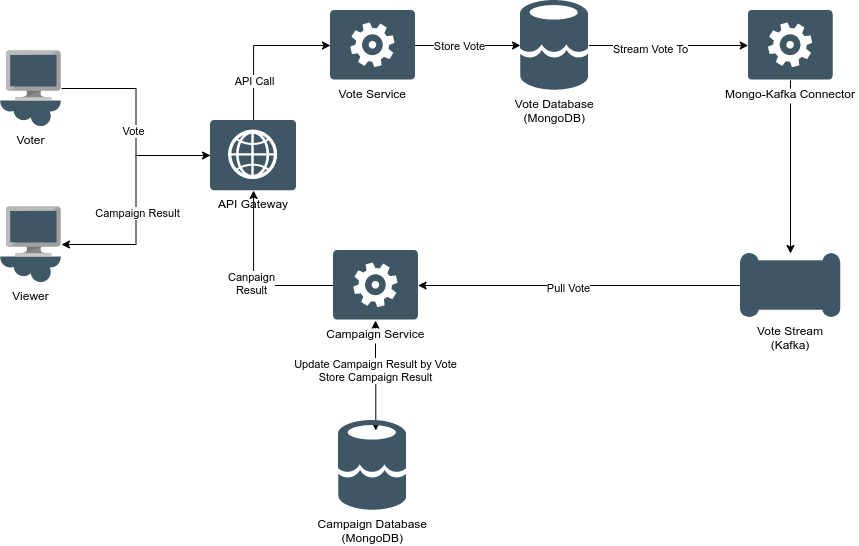 Store Vote
Stream Vote To
API Call
Vote Service
Vote Database
(MongoDB)
Mongo-Kafka Connector
Vote
Voter
API Gateway
Campaign Result
Canpaign
Result
Pull Vote
Viewer
Campaign Service
Vote Stream
(Kafka)
Update Campaign Result by Vote
Store Campaign Result
Campaign Database
(MongoDB)